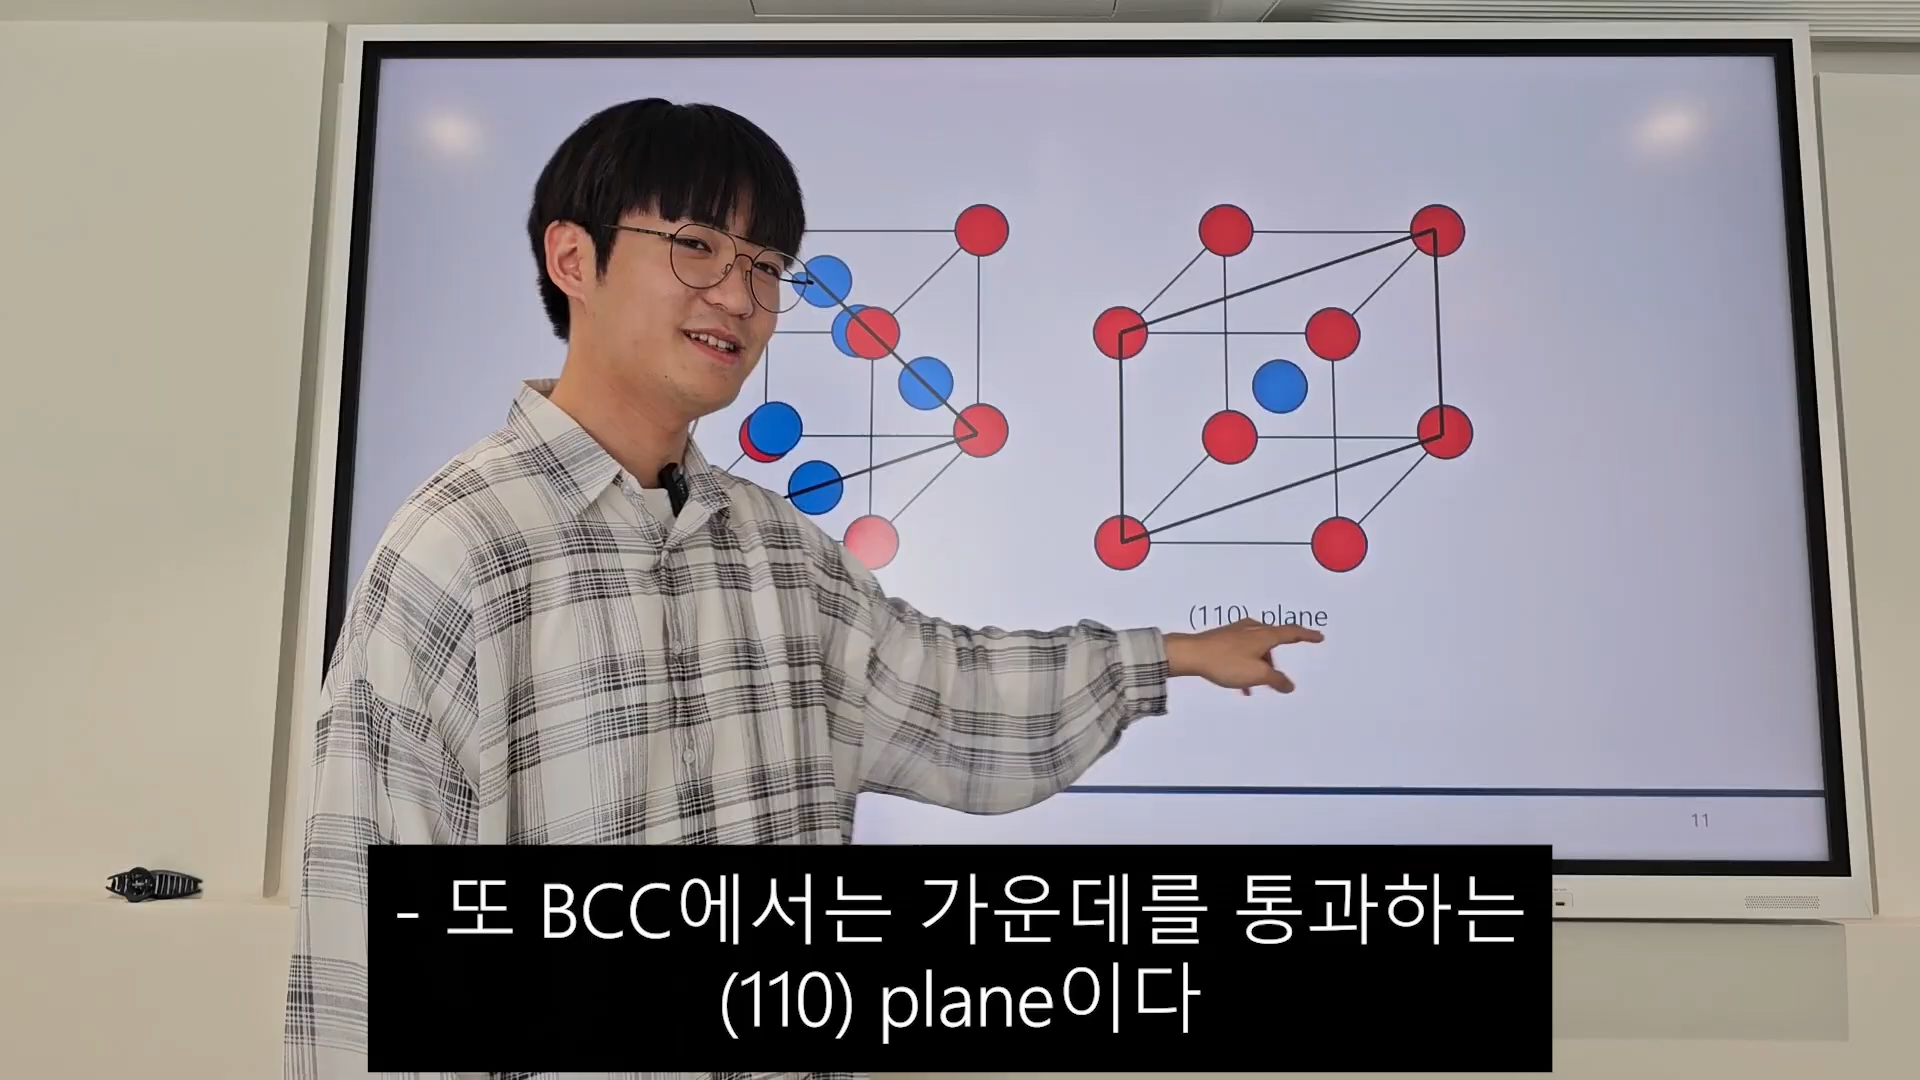 (110) plane
11
- 또 BCC에서는 가운데를 통과하는
(110) plane이다